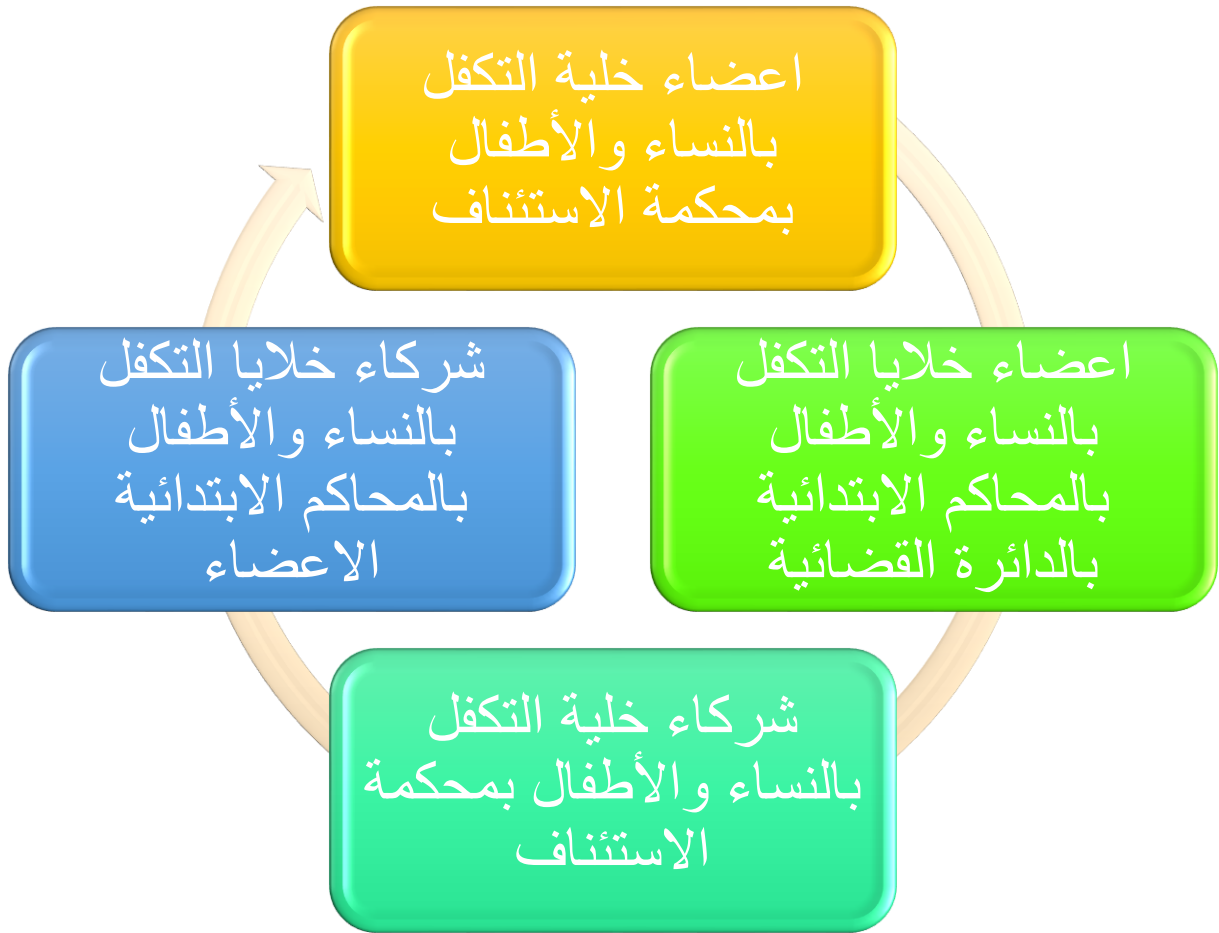 اعضاء خلية التكفل
بالنساء والأطفال
بمحكمة الاستئناف
اعضاء خلايا التكفل
بالنساء والأطفال
بالمحاكم الابتدائية
بالدائرة القضائية
شركاء خلية التكفل
بالنساء والأطفال بمحكمة
الاستئناف
شركاء خلايا التكفل
بالنساء والأطفال
بالمحاكم الابتدائية
الاعضاء